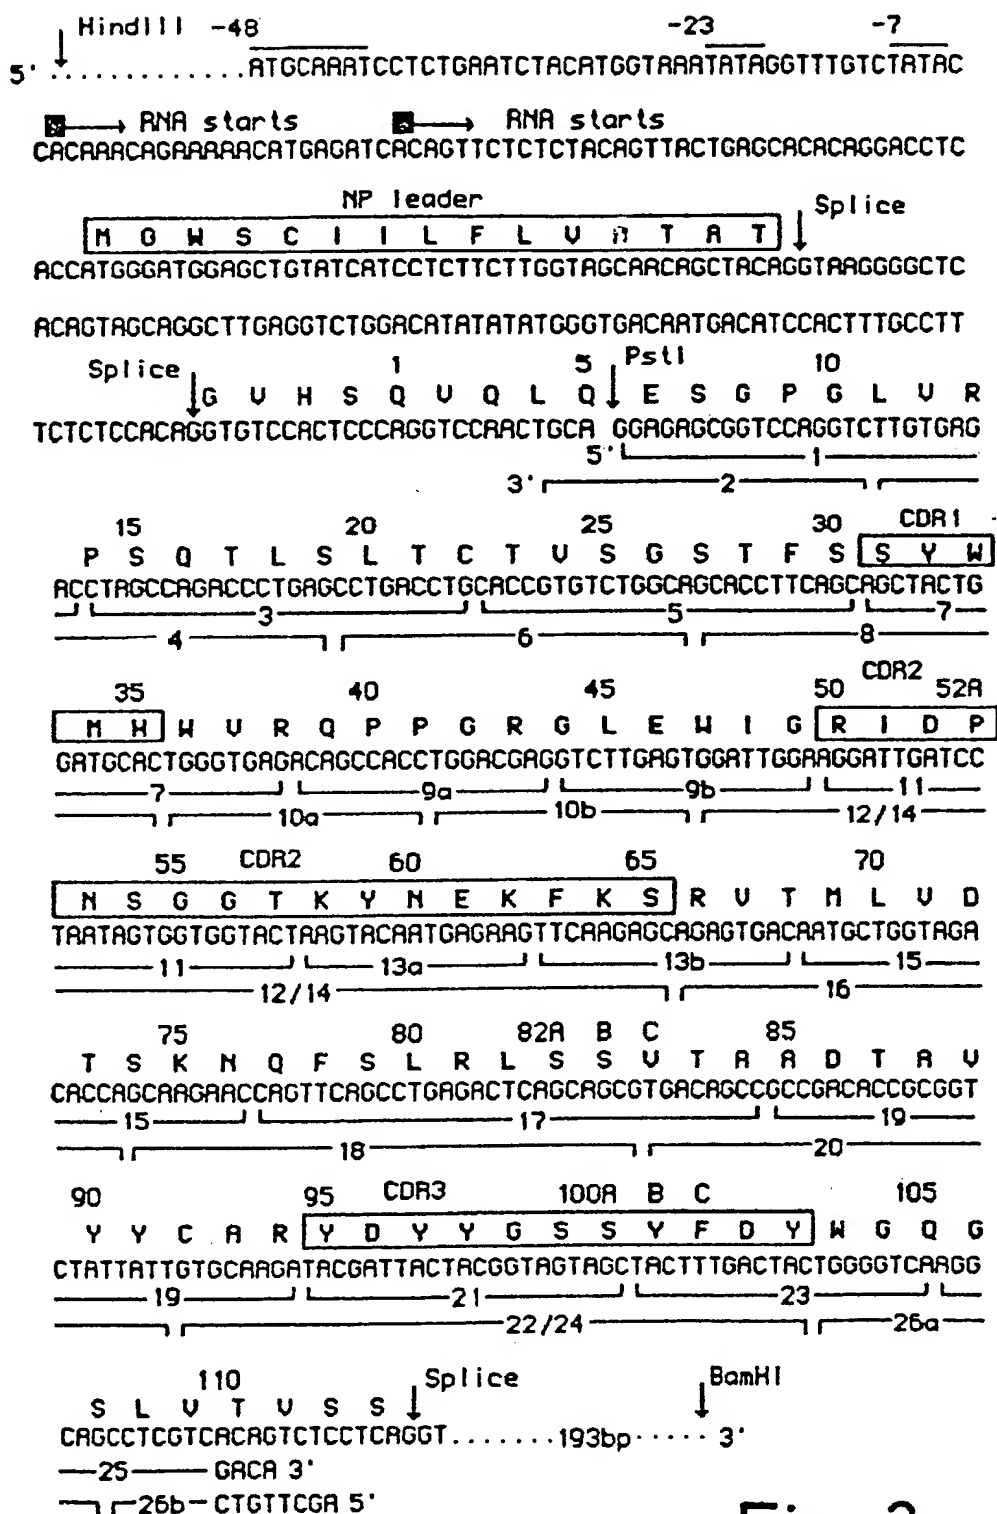 HindIII -48 -23 -7
5' .............ATGCAAATCCTCTGAATCTACATGGTAAATATAGGTTTGTCTATAC
RNA starts RNA starts
CACAAACAGAAAAACATGAGATCACAGTTCTCTCTACAGTTACTGAGCACACAGGACCTC
NP leader Splice
M G W S C I I L F L V A T A T
ACCATGGGATGGAGCTGTATCATCCTCTTCTTGGTAGCAACAGCTACAGGTAAGGGGCTC
ACAGTAGCAGGCTTGAGGTCTGGACATATATATGGGTGACAATGACATCCACTTTGCCTT
Splice 1 5 PstI 10
G V H S Q V Q L Q E S G P G L V R
TCTCTCCACAGGTGTCCACTCCCAGGTCCAACTGCA GGAGAGCGGTCCAGGTCTTGTGAG
5' 1
3' 2
15 20 25 30 CDR1
P S Q T L S L T C T V S G S T F S S Y W
ACCTAGCCAGACCCTGAGCCTGACCTGCACCGTGTCTGGCAGCACCTTCAGCAGCTACTG
3 5 7
4 6 8
35 40 45 50 CDR2 52A
M H W V R Q P P G R G L E W I G R I D P
GATGCACTGGGTGAGACAGCCACCTGGACGAGGTCTTGAGTGGATTGGAAGGATTGATCC
7 9a 9b 11
10a 10b 12/14
55 CDR2 60 65 70
N S G G T K Y N E K F K S R V T M L V D
TAATAGTGGTGGTACTAAGTACAATGAGAAGTTCAAGAGCAGAGTGACAATGCTGGTAGA
11 13a 13b 15
12/14 16
75 80 82A B C 85
T S K N Q F S L R L S S V T A A D T A V
CACCAGCAAGAACCAGTTCAGCCTGAGACTCAGCAGCGTGACAGCCGCCGACACCGCGGT
15 17 19
18 20
90 95 CDR3 100A B C 105
Y Y C A R Y D Y Y G S S Y F D Y W G Q G
CTATTATTGTGCAAGATACGATTACTACGGTAGTAGCTACTTTGACTACTGGGGTCAAGG
19 21 23
22/24 26a
110 Splice BamHI
S L V T V S S
CAGCCTCGTCACAGTCTCCTCAGGT.......193bp..... 3'
25 GACA 3'
26b CTGTTCGA 5'